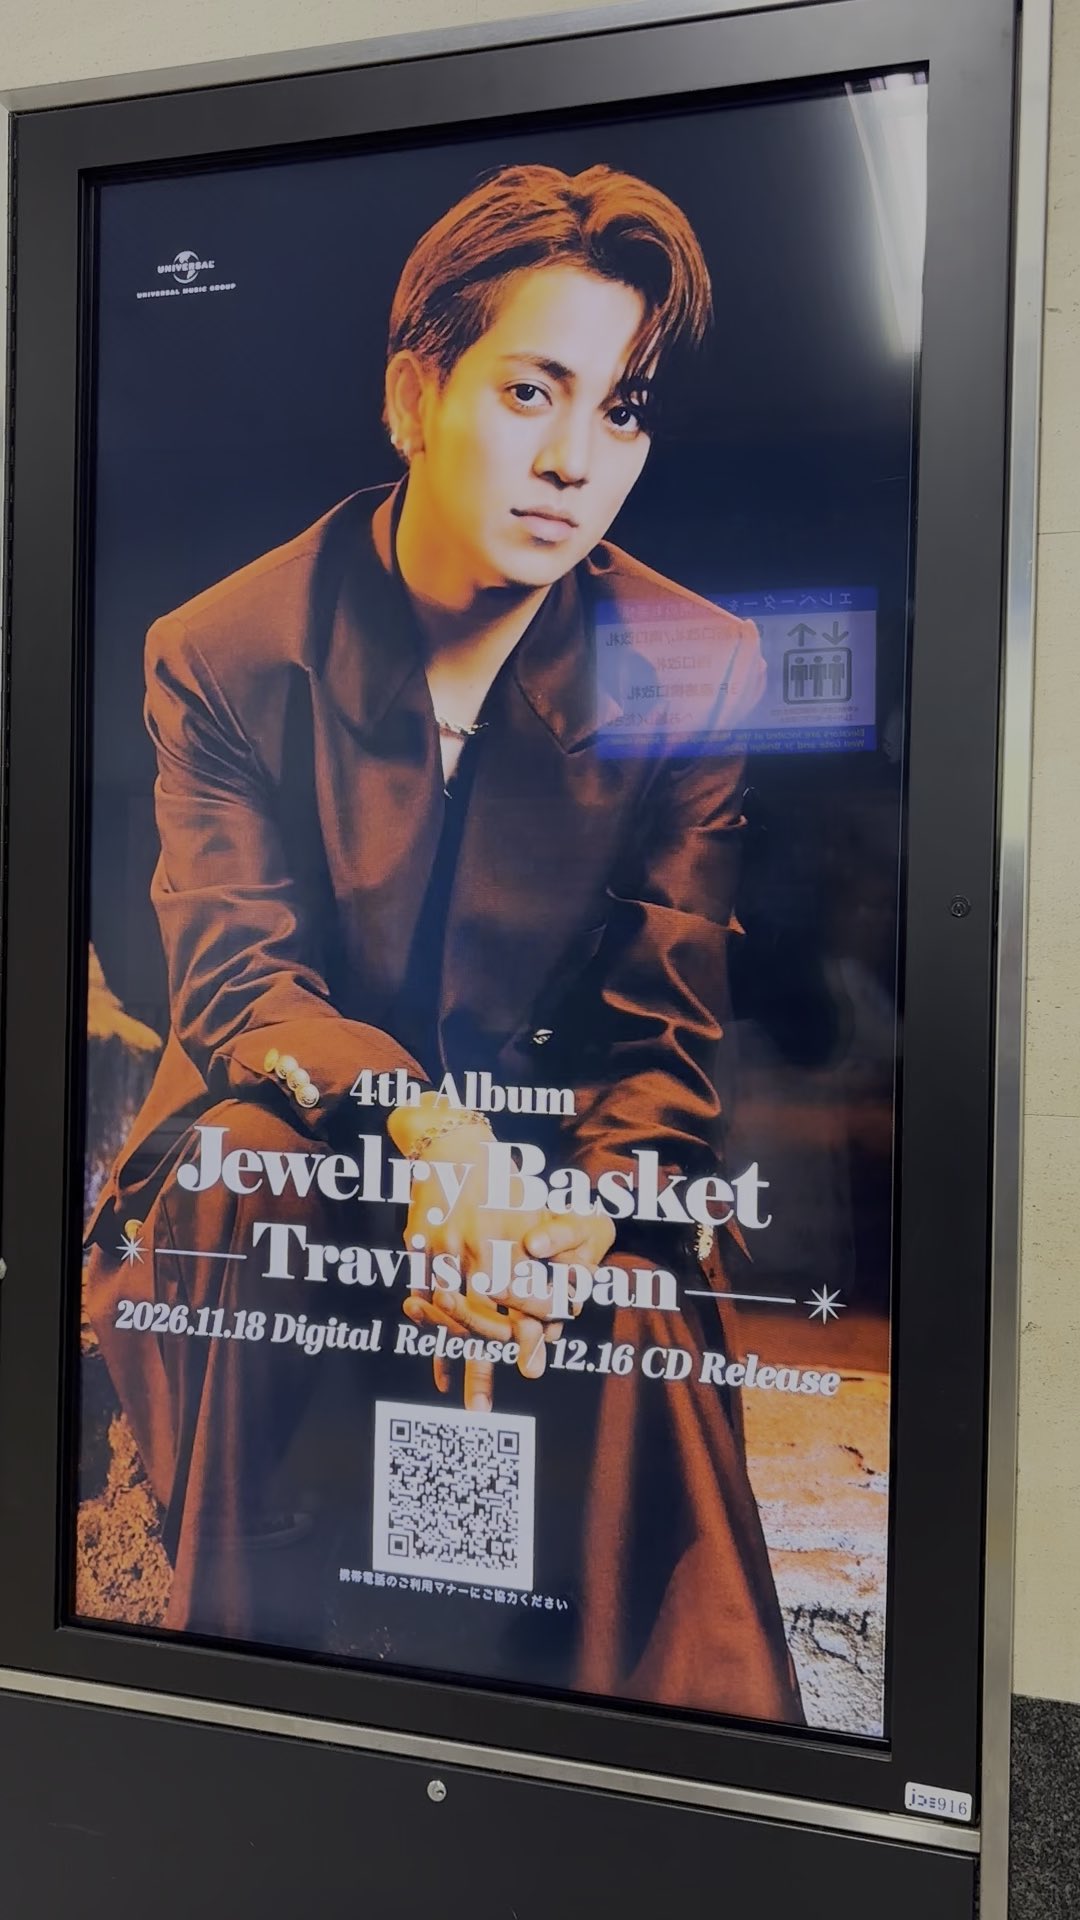 UNIVERSAL
UNIVERSAL MUSIC GROUP
4th Album
Jewelry Basket
Travis Japan
2026.11.18 Digital Release / 12.16 CD Release
携帯電話のご利用マナーにご協力ください
916